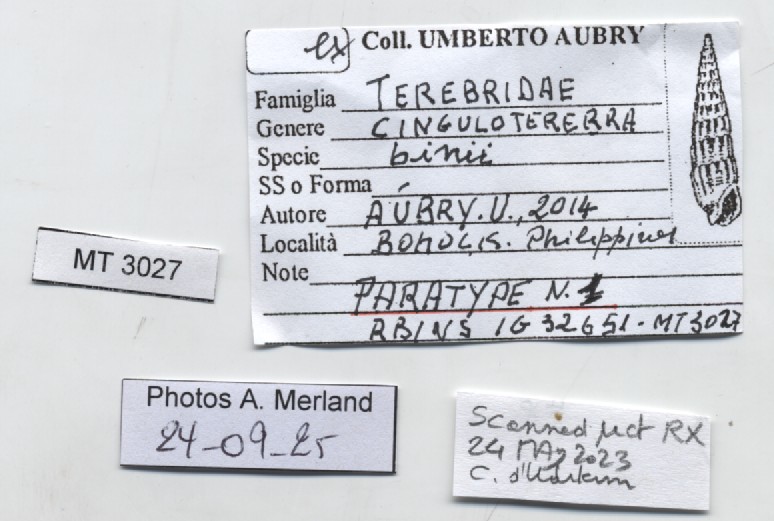 ex Coll. UMBERTO AUBRY
Famiglia TEREBRIDAE
Genere CINGULOTEREBRA
Specie binii
SS o Forma
Autore AUBRY.U., 2014
Località BOHOL IS. Philippines
Note
PARATYPE N. 1
RBINS IG 32651 - MT3027
MT 3027
Photos A. Merland
24-09-25
Scanned µct RX
24 MAy 2023
C. d'Udekem